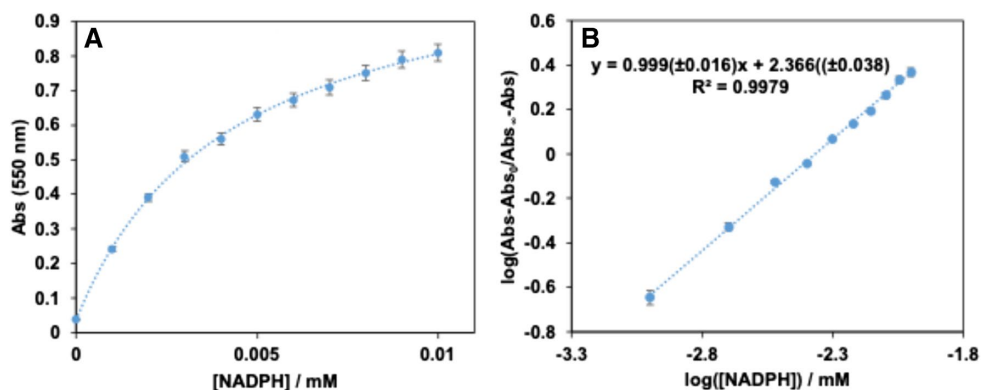 A
0.9
0.8
0.7
0.6
0.5
0.4
0.3
0.2
0.1
0
Abs (550 nm)
0 0.005 0.01
[NADPH] / mM
B
y = 0.999(±0.016)x + 2.366((±0.038)
R² = 0.9979
0.6
0.4
0.2
0
-0.2
-0.4
-0.6
-0.8
log(Abs-Abs₀/Abs∞-Abs)
-3.3 -2.8 -2.3 -1.8
log([NADPH]) / mM